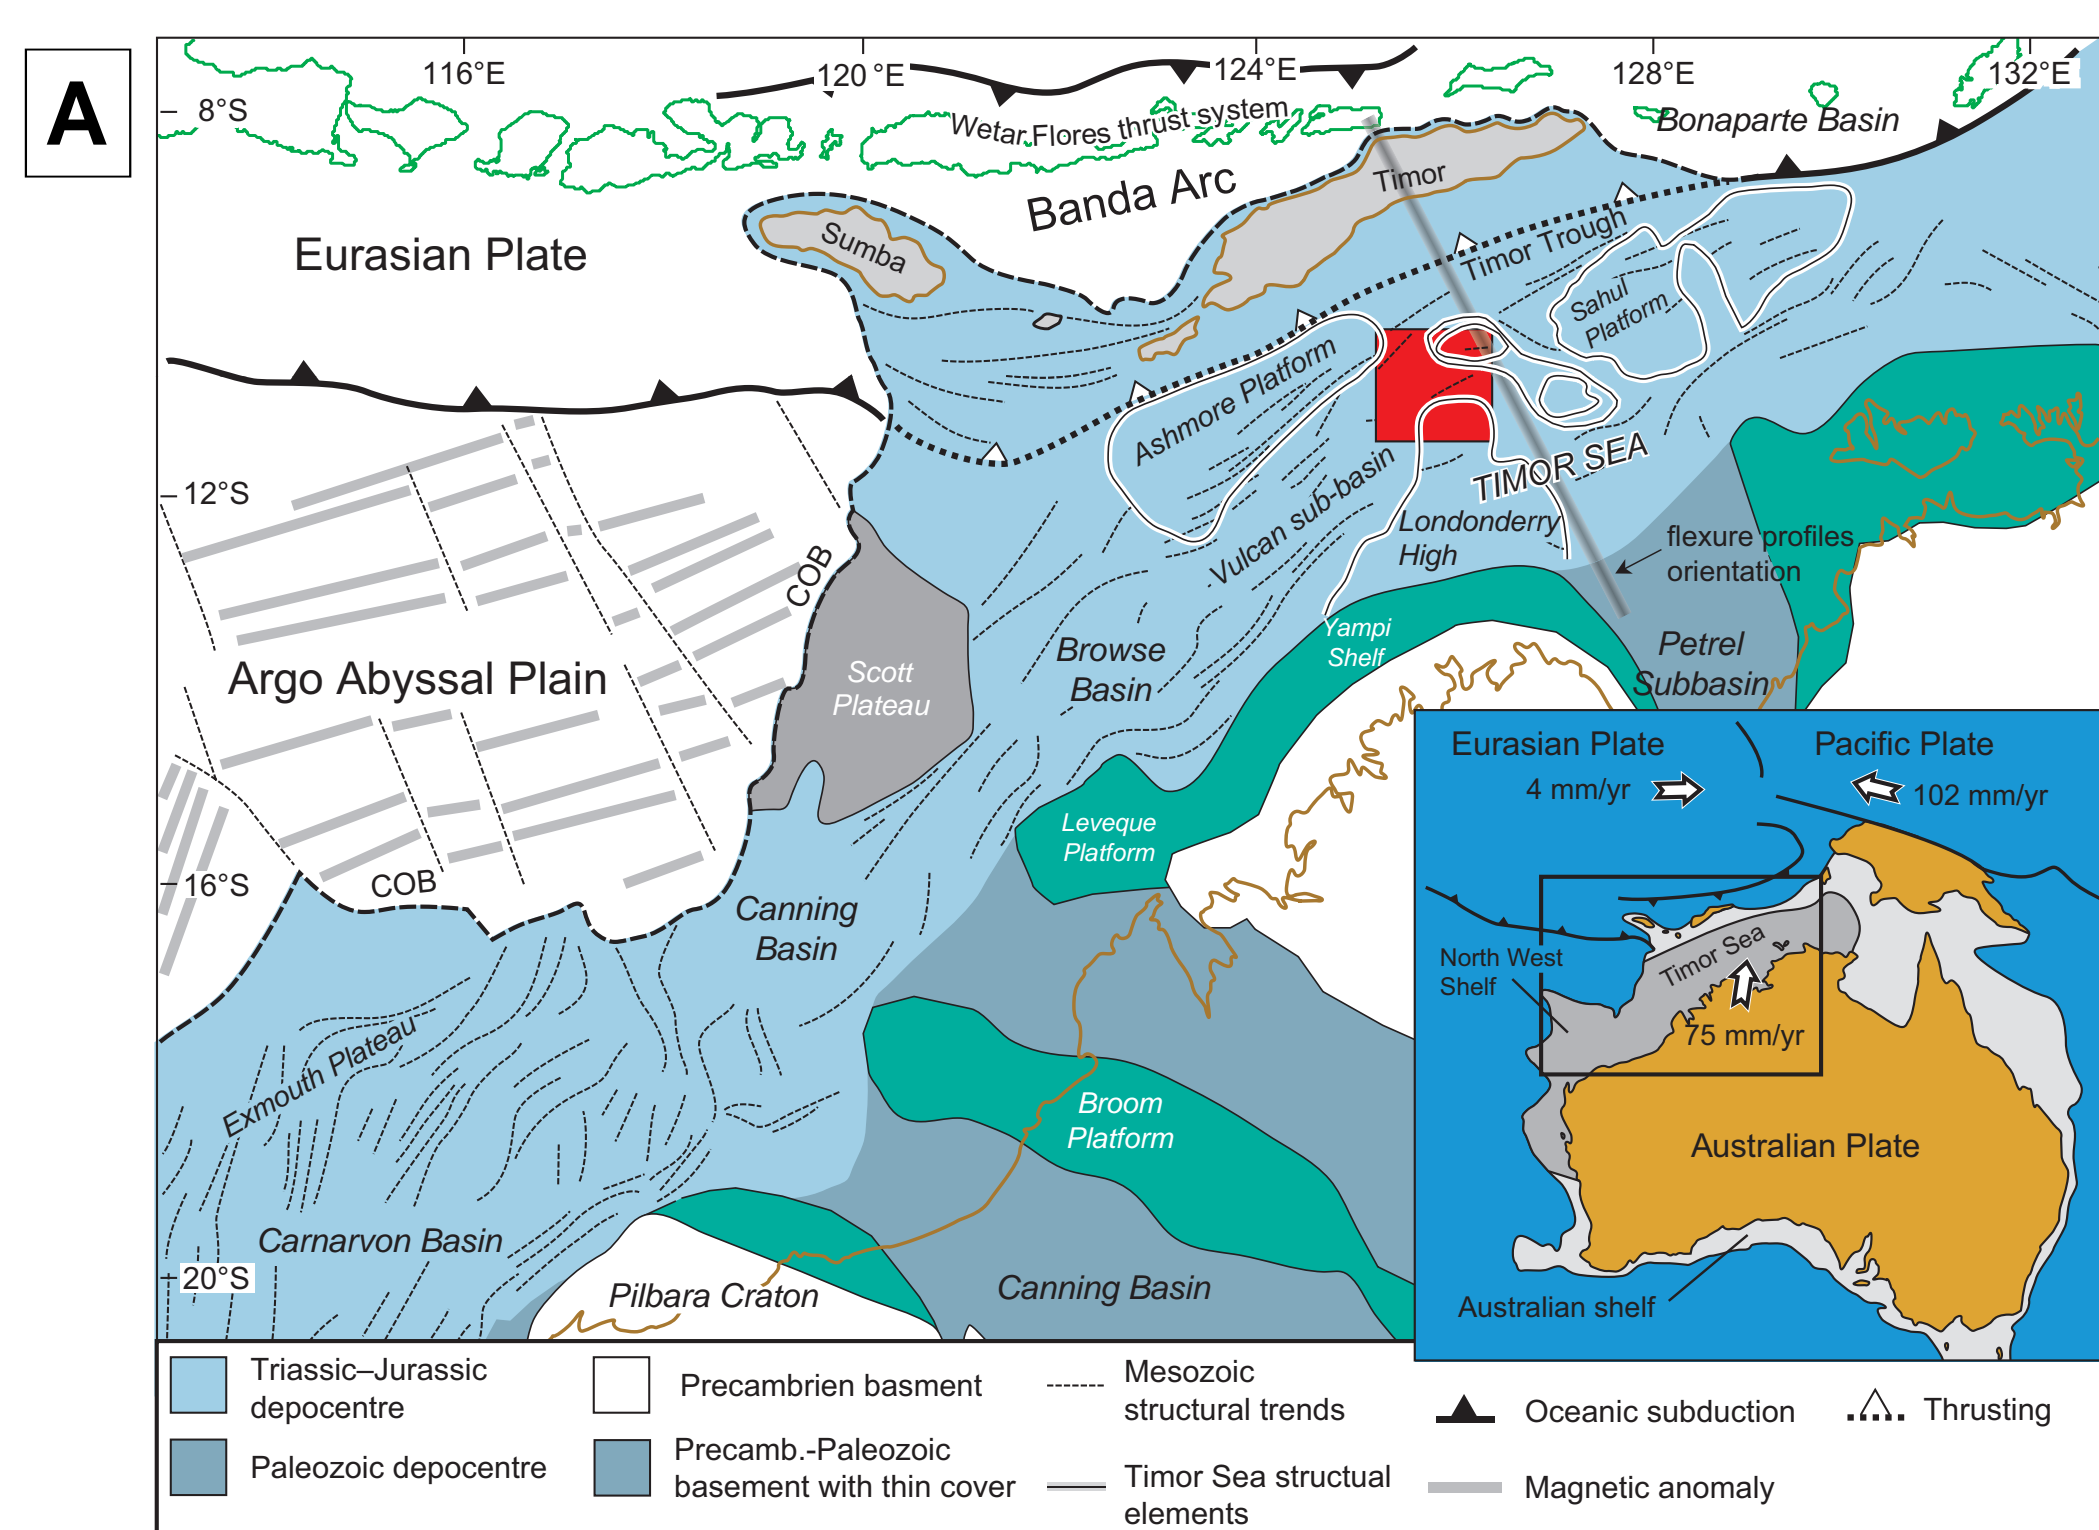 A
116°E
120°E
124°E
128°E
132°E
8°S
Wetar Flores thrust system
Bonaparte Basin
Banda Arc
Timor
Eurasian Plate
Sumba
Timor Trough
Sahul
Platform
Ashmore Platform
12°S
TIMOR SEA
Vulcan sub-basin
Londonderry
High
flexure profiles
orientation
COB
Yampi
Shelf
Petrel
Subbasin
Browse
Basin
Argo Abyssal Plain
Scott
Plateau
Leveque
Platform
16°S
COB
Canning
Basin
Exmouth Plateau
Broom
Platform
Carnarvon Basin
20°S
Pilbara Craton
Canning Basin
Eurasian Plate
4 mm/yr
Pacific Plate
102 mm/yr
North West
Shelf
Timor Sea
75 mm/yr
Australian Plate
Australian shelf
Triassic–Jurassic
depocentre
Paleozoic depocentre
Precambrien basment
Precamb.-Paleozoic
basement with thin cover
Mesozoic
structural trends
Timor Sea structual
elements
Oceanic subduction
Magnetic anomaly
Thrusting